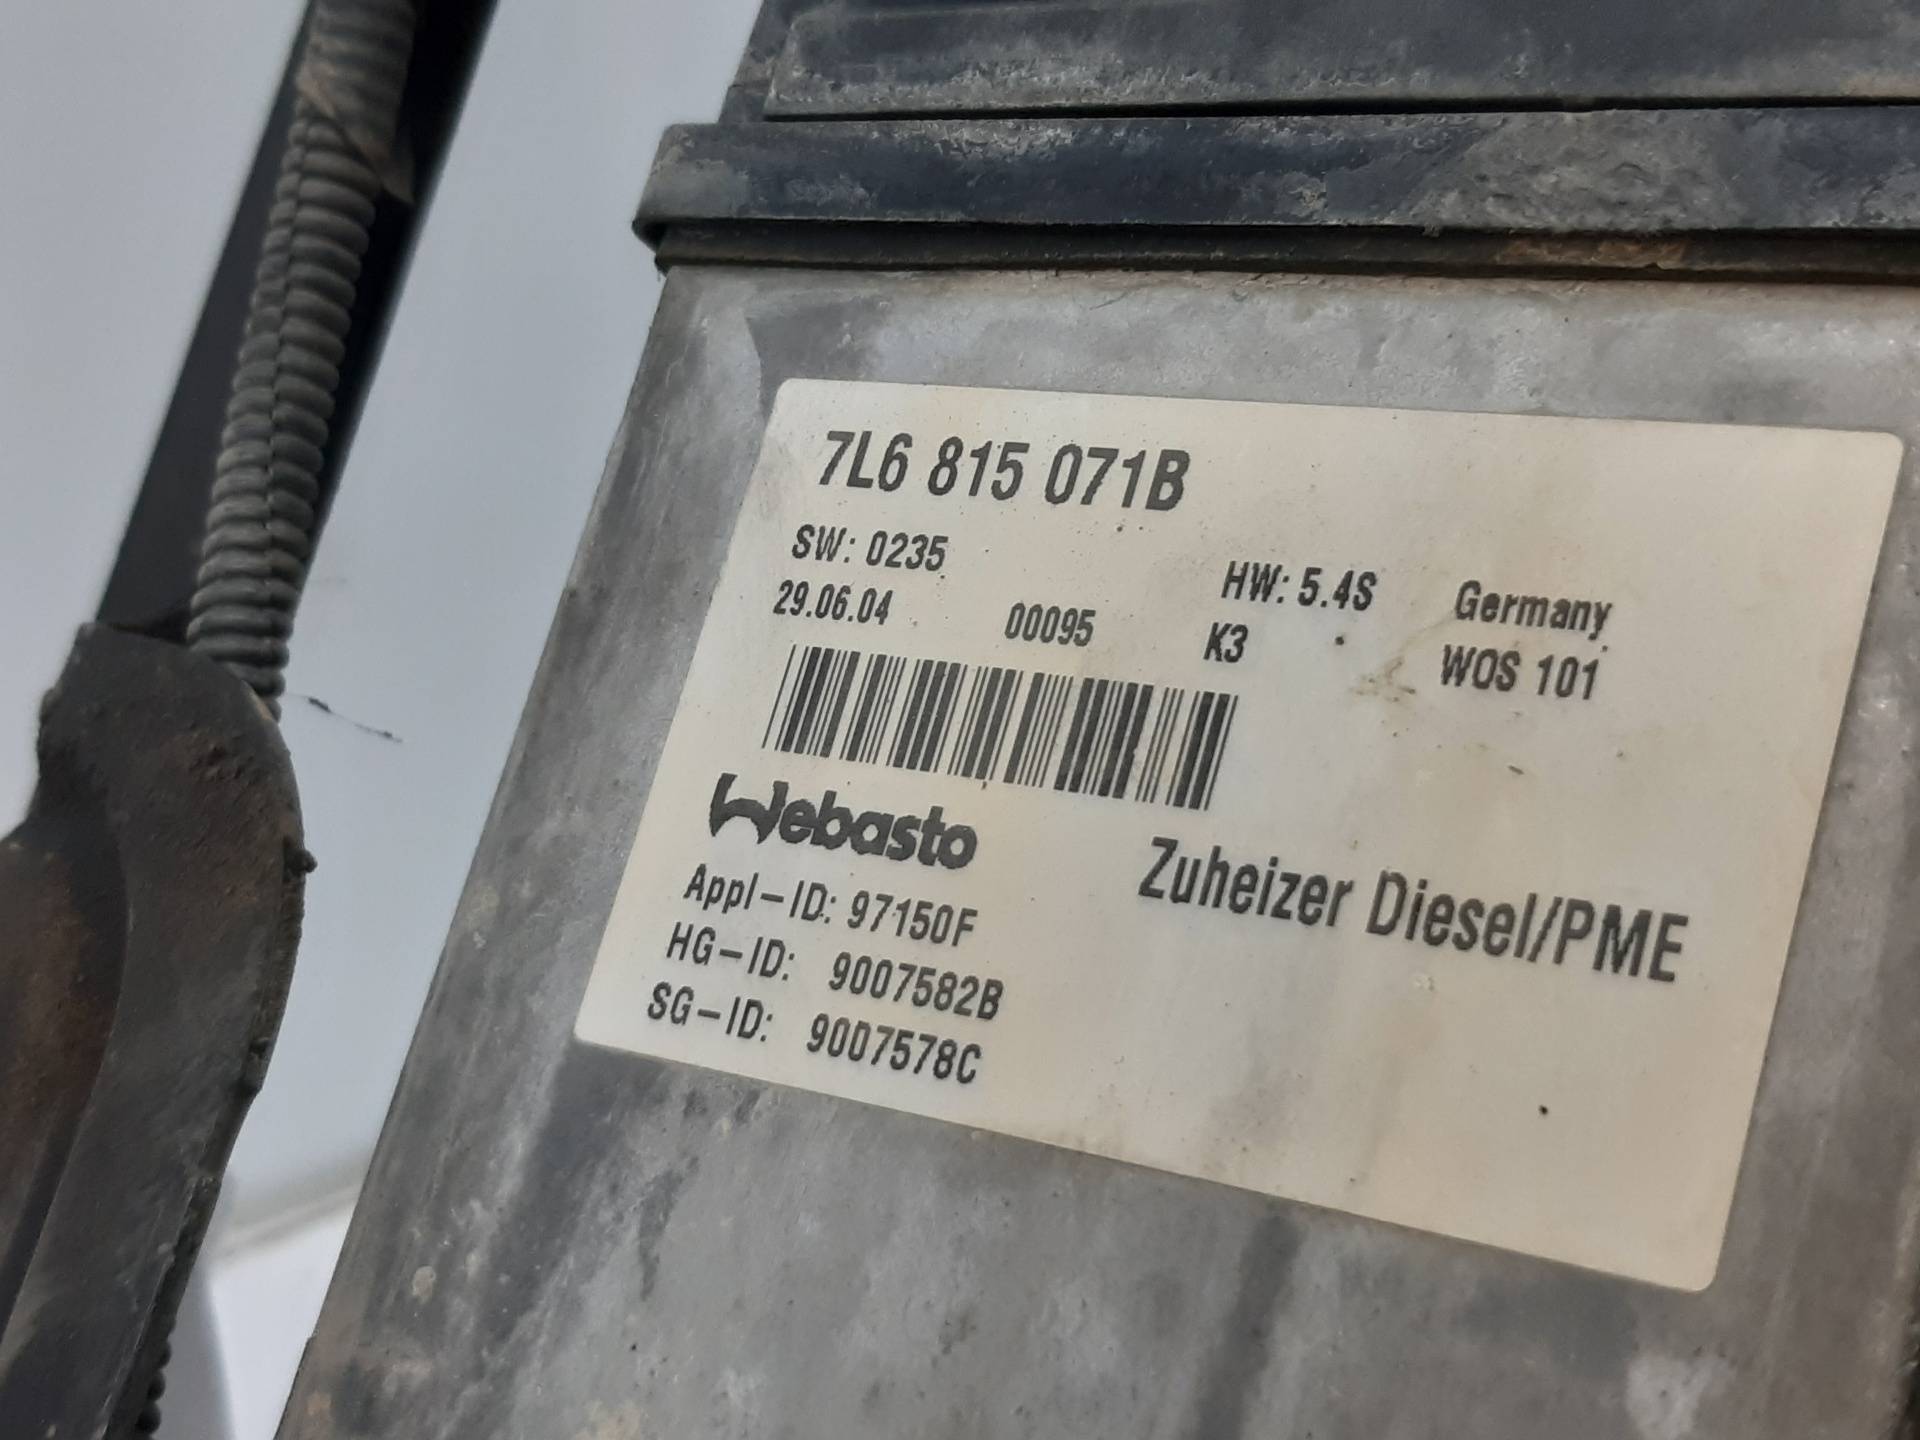 7L6 815 071B
SW: 0235 HW: 5.4S Germany
29.06.04 00095 K3 WOS 101
Webasto
Zuheizer Diesel/PME
Appl-ID: 97150F
HG-ID: 9007582B
SG-ID: 9007578C